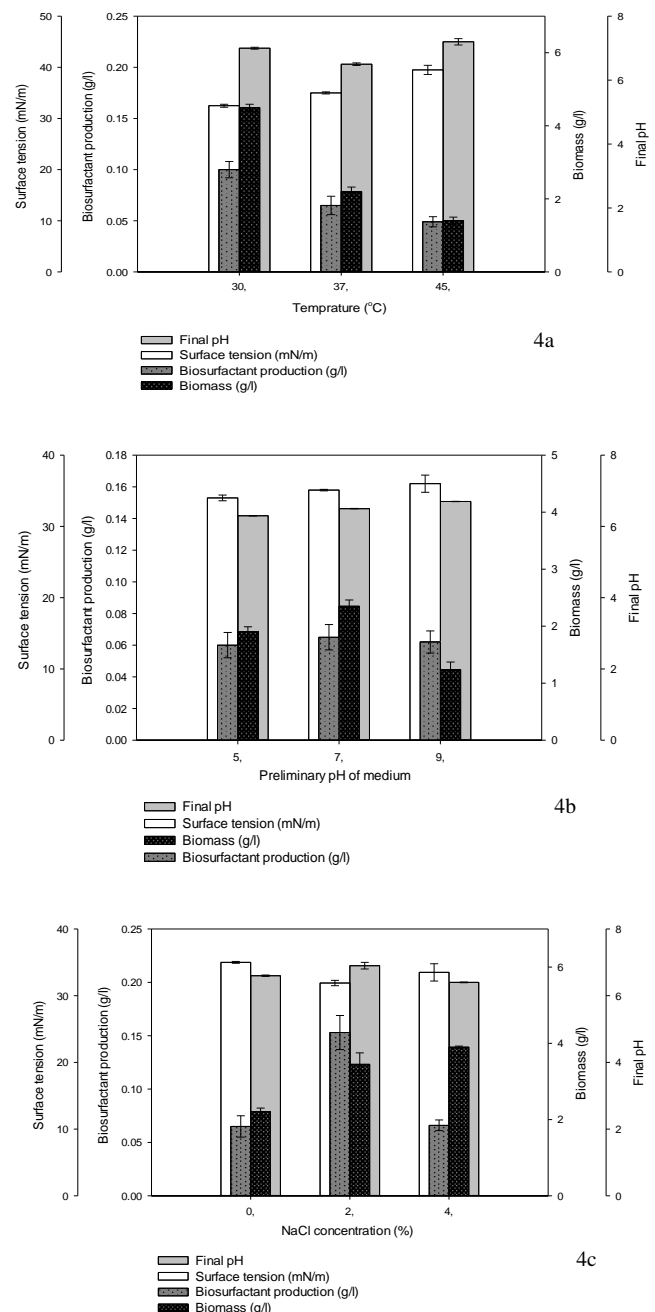 Surface tension (mN/m)
50
40
30
20
10
0
Biosurfactant production (g/l)
0.25
0.20
0.15
0.10
0.05
0.00
Biomass (g/l)
6
4
2
0
Final pH
8
6
4
2
0
30, 37, 45,
Temprature (°C)
Final pH
Surface tension (mN/m)
Biosurfactant production (g/l)
Biomass (g/l)
4a
Surface tension (mN/m)
40
30
20
10
0
Biosurfactant production (g/l)
0.18
0.16
0.14
0.12
0.10
0.08
0.06
0.04
0.02
0.00
Biomass (g/l)
5
4
3
2
1
0
Final pH
8
6
4
2
0
5, 7, 9,
Preliminary pH of medium
Final pH
Surface tension (mN/m)
Biomass (g/l)
Biosurfactant production (g/l)
4b
Surface tension (mN/m)
40
30
20
10
0
Biosurfactant production (g/l)
0.25
0.20
0.15
0.10
0.05
0.00
Biomass (g/l)
6
4
2
0
Final pH
8
6
4
2
0
0, 2, 4,
NaCl concentration (%)
Final pH
Surface tension (mN/m)
Biosurfactant production (g/l)
Biomass (g/l)
4c